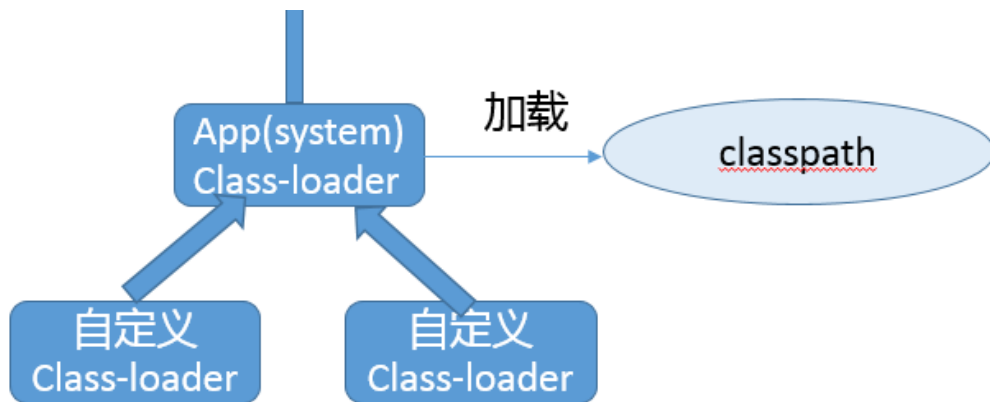 App(system)
Class-loader
加载
classpath
自定义
Class-loader
自定义
Class-loader